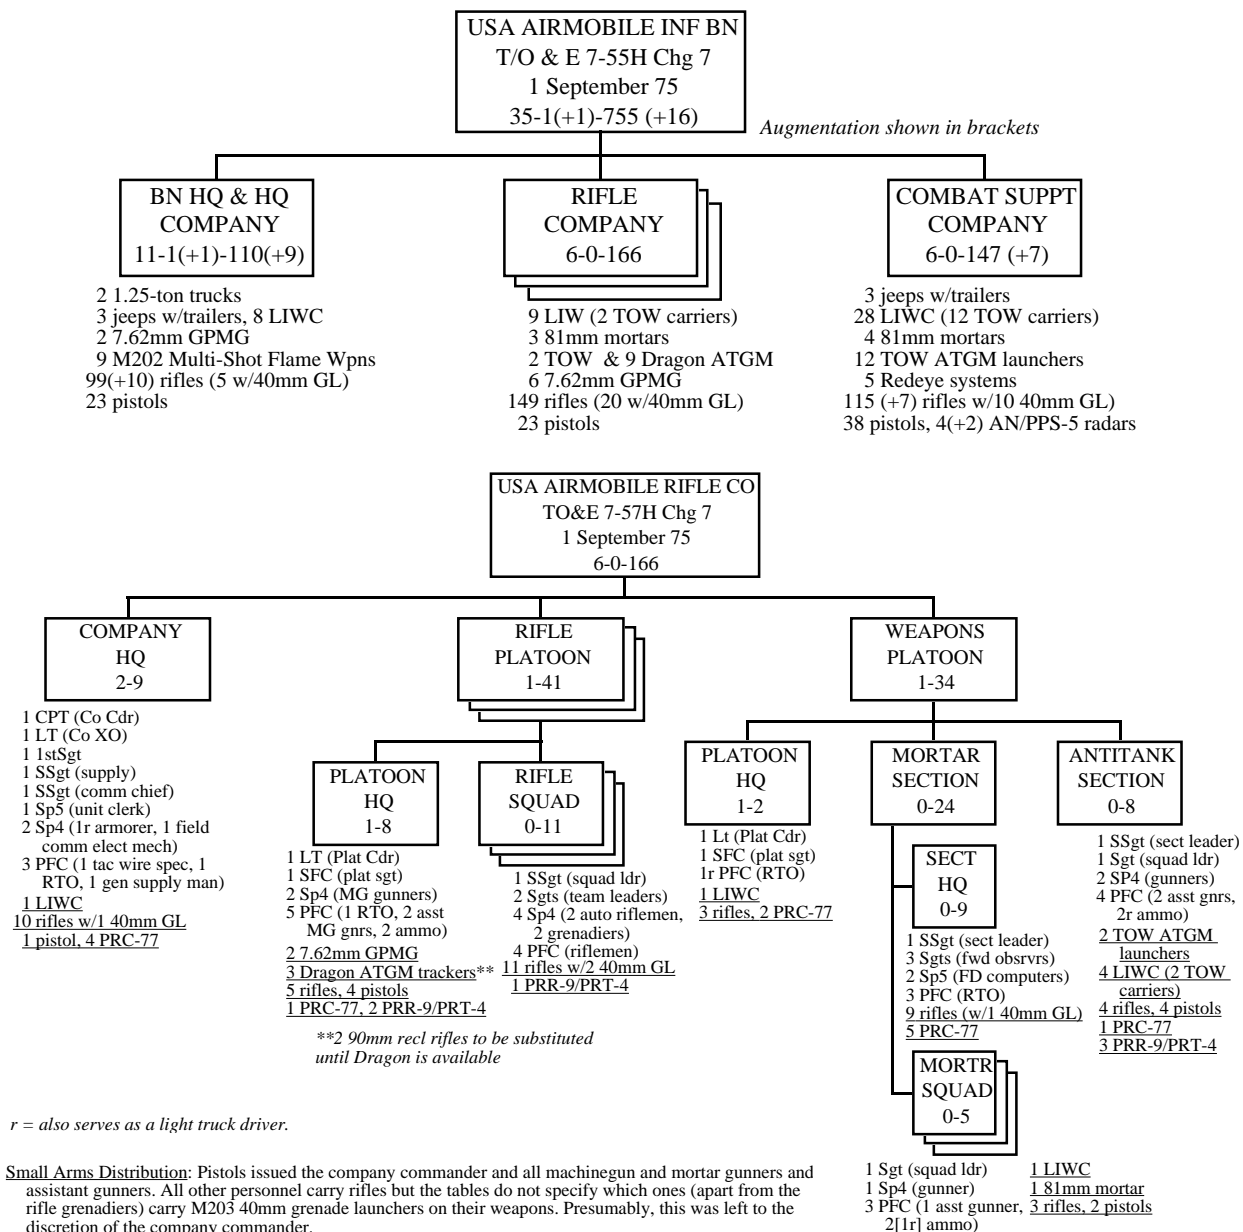 USA AIRMOBILE INF BN
T/O & E 7-55H Chg 7
1 September 75
35-1(+1)-755 (+16)
Augmentation shown in brackets
BN HQ & HQ
COMPANY
11-1(+1)-110(+9)
2 1.25-ton trucks
3 jeeps w/trailers, 8 LIWC
2 7.62mm GPMG
9 M202 Multi-Shot Flame Wpns
99(+10) rifles (5 w/40mm GL)
23 pistols
RIFLE
COMPANY
6-0-166
9 LIW (2 TOW carriers)
3 81mm mortars
2 TOW & 9 Dragon ATGM
6 7.62mm GPMG
149 rifles (20 w/40mm GL)
23 pistols
COMBAT SUPPT
COMPANY
6-0-147 (+7)
3 jeeps w/trailers
28 LIWC (12 TOW carriers)
4 81mm mortars
12 TOW ATGM launchers
5 Redeye systems
115 (+7) rifles w/10 40mm GL)
38 pistols, 4(+2) AN/PPS-5 radars
USA AIRMOBILE RIFLE CO
TO&E 7-57H Chg 7
1 September 75
6-0-166
COMPANY
HQ
2-9
1 CPT (Co Cdr)
1 LT (Co XO)
1 1stSgt
1 SSgt (supply)
1 SSgt (comm chief)
1 Sp5 (unit clerk)
2 Sp4 (1r armorer, 1 field
comm elect mech)
3 PFC (1 tac wire spec, 1
RTO, 1 gen supply man)
1 LIWC
10 rifles w/1 40mm GL
1 pistol, 4 PRC-77
RIFLE
PLATOON
1-41
PLATOON
HQ
1-8
1 LT (Plat Cdr)
1 SFC (plat sgt)
2 Sp4 (MG gunners)
5 PFC (1 RTO, 2 asst
MG gnrs, 2 ammo)
2 7.62mm GPMG
3 Dragon ATGM trackers**
5 rifles, 4 pistols
1 PRC-77, 2 PRR-9/PRT-4
**2 90mm recl rifles to be substituted
until Dragon is available
RIFLE
SQUAD
0-11
1 SSgt (squad ldr)
2 Sgts (team leaders)
4 Sp4 (2 auto riflemen,
2 grenadiers)
4 PFC (riflemen)
11 rifles w/2 40mm GL
1 PRR-9/PRT-4
WEAPONS
PLATOON
1-34
PLATOON
HQ
1-2
1 Lt (Plat Cdr)
1 SFC (plat sgt)
1r PFC (RTO)
1 LIWC
3 rifles, 2 PRC-77
MORTAR
SECTION
0-24
SECT
HQ
0-9
1 SSgt (sect leader)
3 Sgts (fwd obsrvrs)
2 Sp5 (FD computers)
3 PFC (RTO)
9 rifles (w/1 40mm GL)
5 PRC-77
MORTR
SQUAD
0-5
1 Sgt (squad ldr)
1 Sp4 (gunner)
3 PFC (1 asst gunner,
2[1r] ammo)
1 LIWC
1 81mm mortar
3 rifles, 2 pistols
ANTITANK
SECTION
0-8
1 SSgt (sect leader)
1 Sgt (squad ldr)
2 SP4 (gunners)
4 PFC (2 asst gnrs,
2r ammo)
2 TOW ATGM
launchers
4 LIWC (2 TOW
carriers)
4 rifles, 4 pistols
1 PRC-77
3 PRR-9/PRT-4
r = also serves as a light truck driver.
Small Arms Distribution: Pistols issued the company commander and all machinegun and mortar gunners and
assistant gunners. All other personnel carry rifles but the tables do not specify which ones (apart from the
rifle grenadiers) carry M203 40mm grenade launchers on their weapons. Presumably, this was left to the
discretion of the company commander.